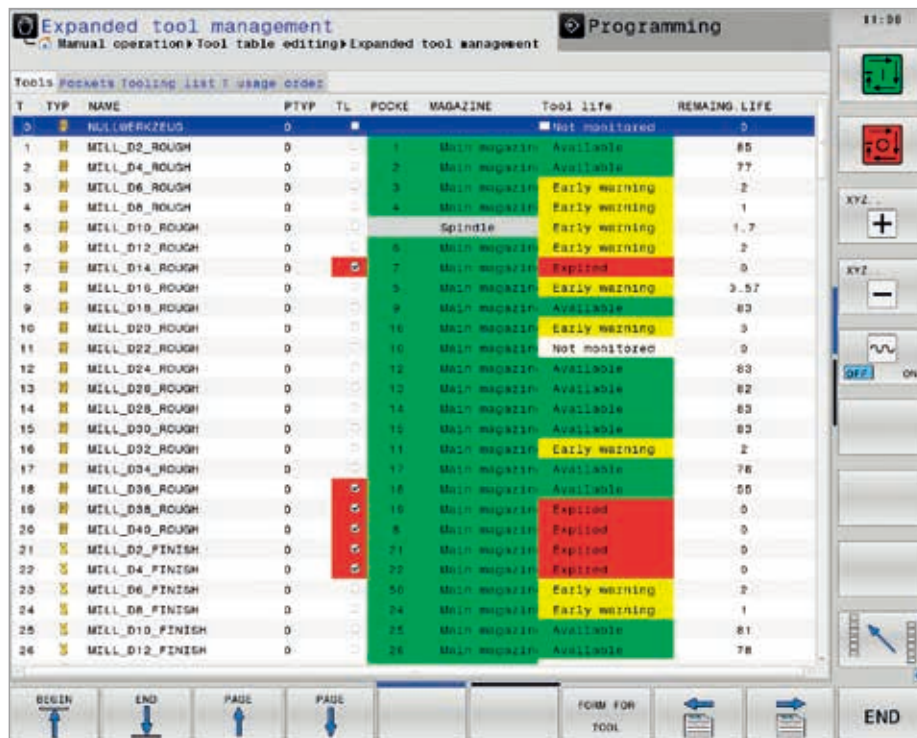 Expanded tool management
Programming
11:00
Manual operation▸Tool table editing▸Expanded tool management
Tools Pockets Tooling list T usage order
T TYP NAME PTYP TL POCKE MAGAZINE Tool life REMAING.LIFE
0 NULLWERKZEUG 0 Not monitored 0
1 MILL_D2_ROUGH 0 1 Main magazin Available 85
2 MILL_D4_ROUGH 0 2 Main magazin Available 77
3 MILL_D6_ROUGH 0 3 Main magazin Early warning 2
4 MILL_D8_ROUGH 0 4 Main magazin Early warning 1
5 MILL_D10_ROUGH 0 Spindle Early warning 1.7
6 MILL_D12_ROUGH 0 6 Main magazin Early warning 2
7 MILL_D14_ROUGH 0 7 Main magazin Expired 0
8 MILL_D16_ROUGH 0 5 Main magazin Early warning 3.57
9 MILL_D18_ROUGH 0 9 Main magazin Available 83
10 MILL_D20_ROUGH 0 Main magazin Early warning 3
11 MILL_D22_ROUGH 0 10 Main magazin Not monitored 0
12 MILL_D24_ROUGH 0 12 Main magazin Available 83
13 MILL_D26_ROUGH 0 13 Main magazin Available 82
14 MILL_D28_ROUGH 0 14 Main magazin Available 83
15 MILL_D30_ROUGH 0 15 Main magazin Available 83
16 MILL_D32_ROUGH 0 11 Main magazin Early warning 2
17 MILL_D34_ROUGH 0 17 Main magazin Available 78
18 MILL_D36_ROUGH 0 18 Main magazin Available 55
19 MILL_D38_ROUGH 0 19 Main magazin Expired 0
20 MILL_D40_ROUGH 0 8 Main magazin Expired 0
21 MILL_D2_FINISH 0 21 Main magazin Expired 0
22 MILL_D4_FINISH 0 22 Main magazin Expired 0
23 MILL_D6_FINISH 0 50 Main magazin Early warning 2
24 MILL_D8_FINISH 0 24 Main magazin Early warning 1
25 MILL_D10_FINISH 0 25 Main magazin Available 81
26 MILL_D12_FINISH 0 26 Main magazin Available 78
XYZ
+
XYZ
-
OFF ON
BEGIN
END
PAGE
PAGE
FORM FOR
TOOL
END